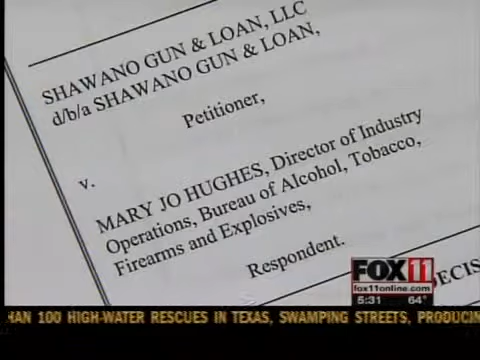 SHAWANO GUN & LOAN, LLC
d/b/a SHAWANO GUN & LOAN,
Petitioner,
v.
MARY JO HUGHES, Director of Industry
Operations, Bureau of Alcohol, Tobacco,
Firearms and Explosives,
Respondent.
FOX 11
fox11online.com
5:31 64°
HAN 100 HIGH-WATER RESCUES IN TEXAS, SWAMPING STREETS, PRODUCIN